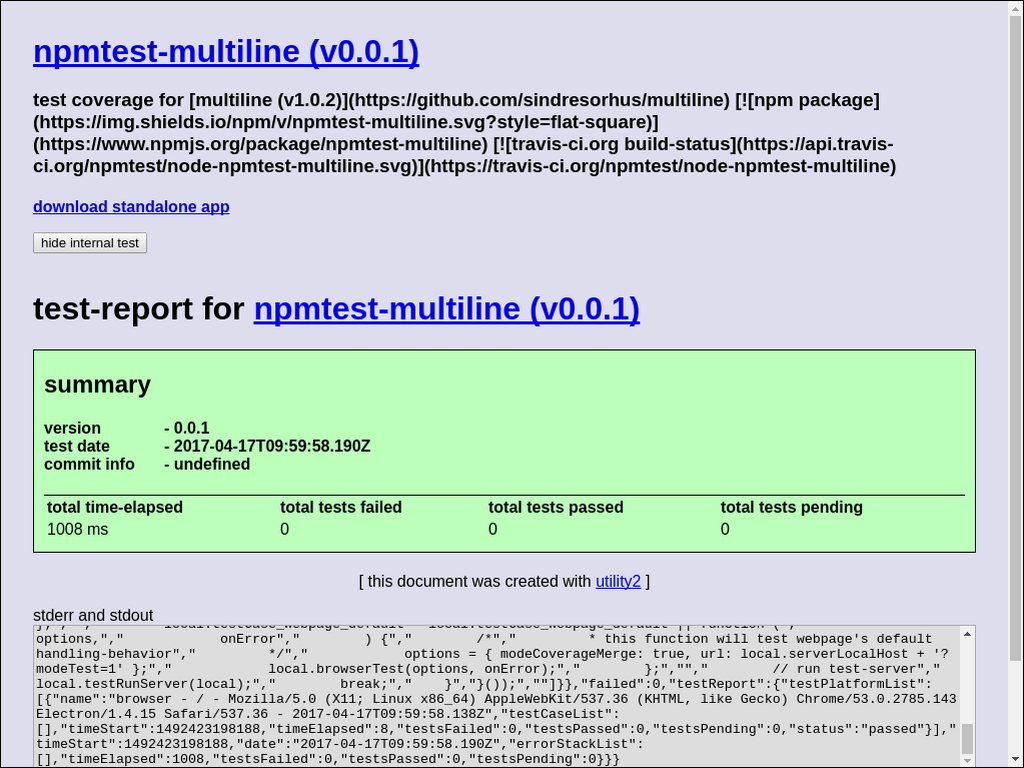 npmtest-multiline (v0.0.1)
test coverage for [multiline (v1.0.2)](https://github.com/sindresorhus/multiline) [![npm package]
(https://img.shields.io/npm/v/npmtest-multiline.svg?style=flat-square)]
(https://www.npmjs.org/package/npmtest-multiline) [![travis-ci.org build-status](https://api.travis-
ci.org/npmtest/node-npmtest-multiline.svg)](https://travis-ci.org/npmtest/node-npmtest-multiline)
download standalone app
hide internal test
test-report for npmtest-multiline (v0.0.1)
summary
version - 0.0.1
test date - 2017-04-17T09:59:58.190Z
commit info - undefined
total time-elapsed total tests failed total tests passed total tests pending
1008 ms 0 0 0
[ this document was created with utility2 ]
stderr and stdout
options,","            onError","        ) {","        /*","         * this function will test webpage's default
handling-behavior","         */","            options = { modeCoverageMerge: true, url: local.serverLocalHost + '?
modeTest=1' };","            local.browserTest(options, onError);","        };","","        // run test-server","
local.testRunServer(local);","        break;","    }","}());",""]}},"failed":0,"testReport":{"testPlatformList":
[{"name":"browser - / - Mozilla/5.0 (X11; Linux x86_64) AppleWebKit/537.36 (KHTML, like Gecko) Chrome/53.0.2785.143
Electron/1.4.15 Safari/537.36 - 2017-04-17T09:59:58.138Z","testCaseList":
[],"timeStart":1492423198188,"timeElapsed":8,"testsFailed":0,"testsPassed":0,"testsPending":0,"status":"passed"}],"
timeStart":1492423198188,"date":"2017-04-17T09:59:58.190Z","errorStackList":
[],"timeElapsed":1008,"testsFailed":0,"testsPassed":0,"testsPending":0}}}